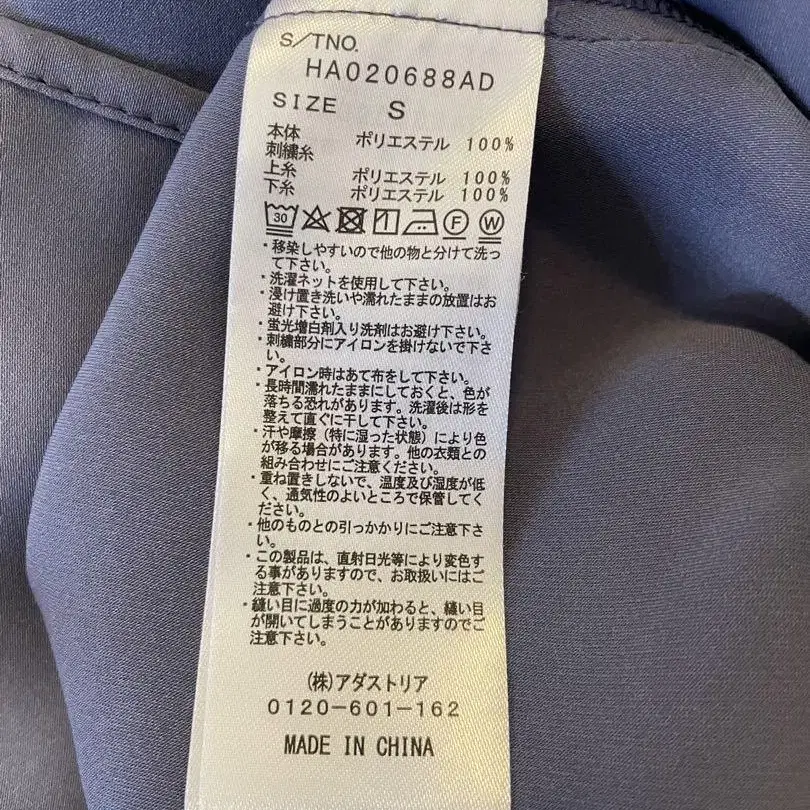 S/TNO.
HA020688AD
SIZE S
本体 ポリエステル 100%
刺繍糸
上糸 ポリエステル 100%
下糸 ポリエステル 100%
30 F W
・移染しやすいので他の物と分けて洗っ
て下さい。
・洗濯ネットを使用して下さい。
・浸け置き洗いや濡れたままの放置はお
避け下さい。
・蛍光増白剤入り洗剤はお避け下さい。
・刺繍部分にアイロンを掛けないで下さ
い。
・アイロン時はあて布をして下さい。
・長時間濡れたままにしておくと、色が
落ちる恐れがあります。洗濯後は形を
整えて直ぐに干して下さい。
・汗や摩擦（特に湿った状態）により色
が移る場合があります。他の衣類との
組み合わせにご注意ください。
・重ね置きしないで、温度及び湿度が低
く、通気性のよいところで保管してく
ださい。
・他のものとの引っかかりにご注意下さ
い。
・この製品は、直射日光等により変色す
る事がありますので、お取扱いにはご
注意下さい。
・縫い目に過度の力が加わると、縫い目
が開いてしまうことがありますのでご
注意下さい。
(株)アダストリア
0120-601-162
MADE IN CHINA